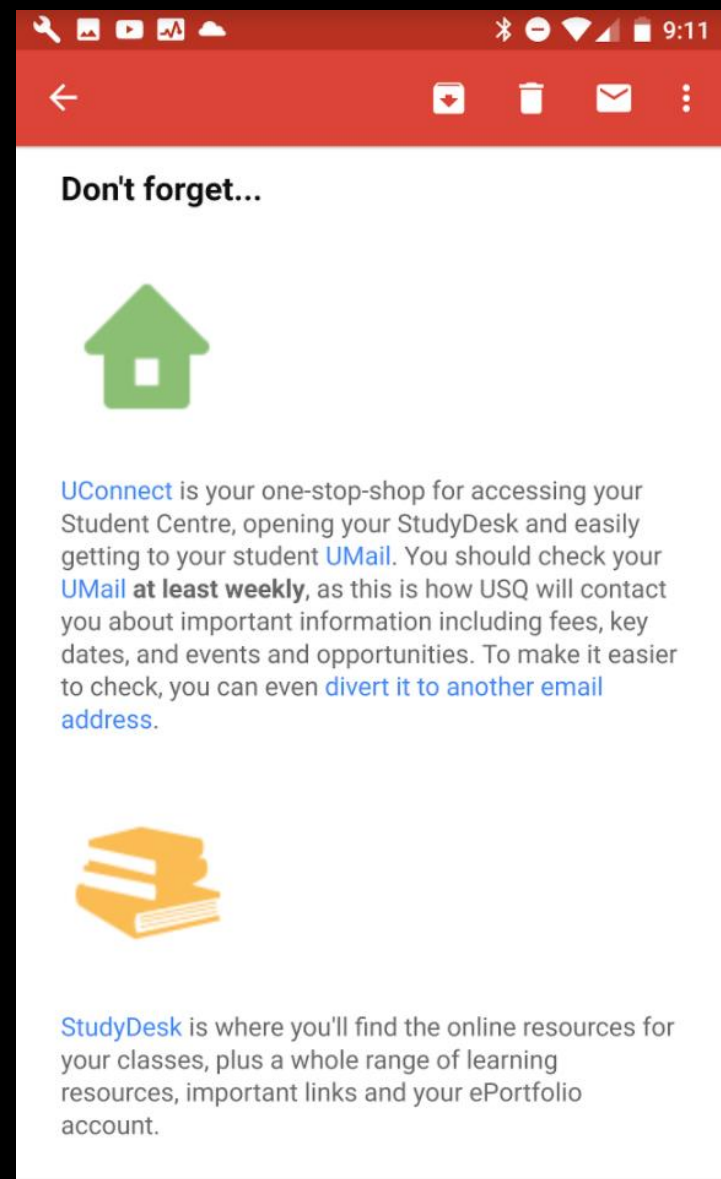 9:11
Don't forget...
UConnect is your one-stop-shop for accessing your
Student Centre, opening your StudyDesk and easily
getting to your student UMail. You should check your
UMail at least weekly, as this is how USQ will contact
you about important information including fees, key
dates, and events and opportunities. To make it easier
to check, you can even divert it to another email
address.
StudyDesk is where you'll find the online resources for
your classes, plus a whole range of learning
resources, important links and your ePortfolio
account.